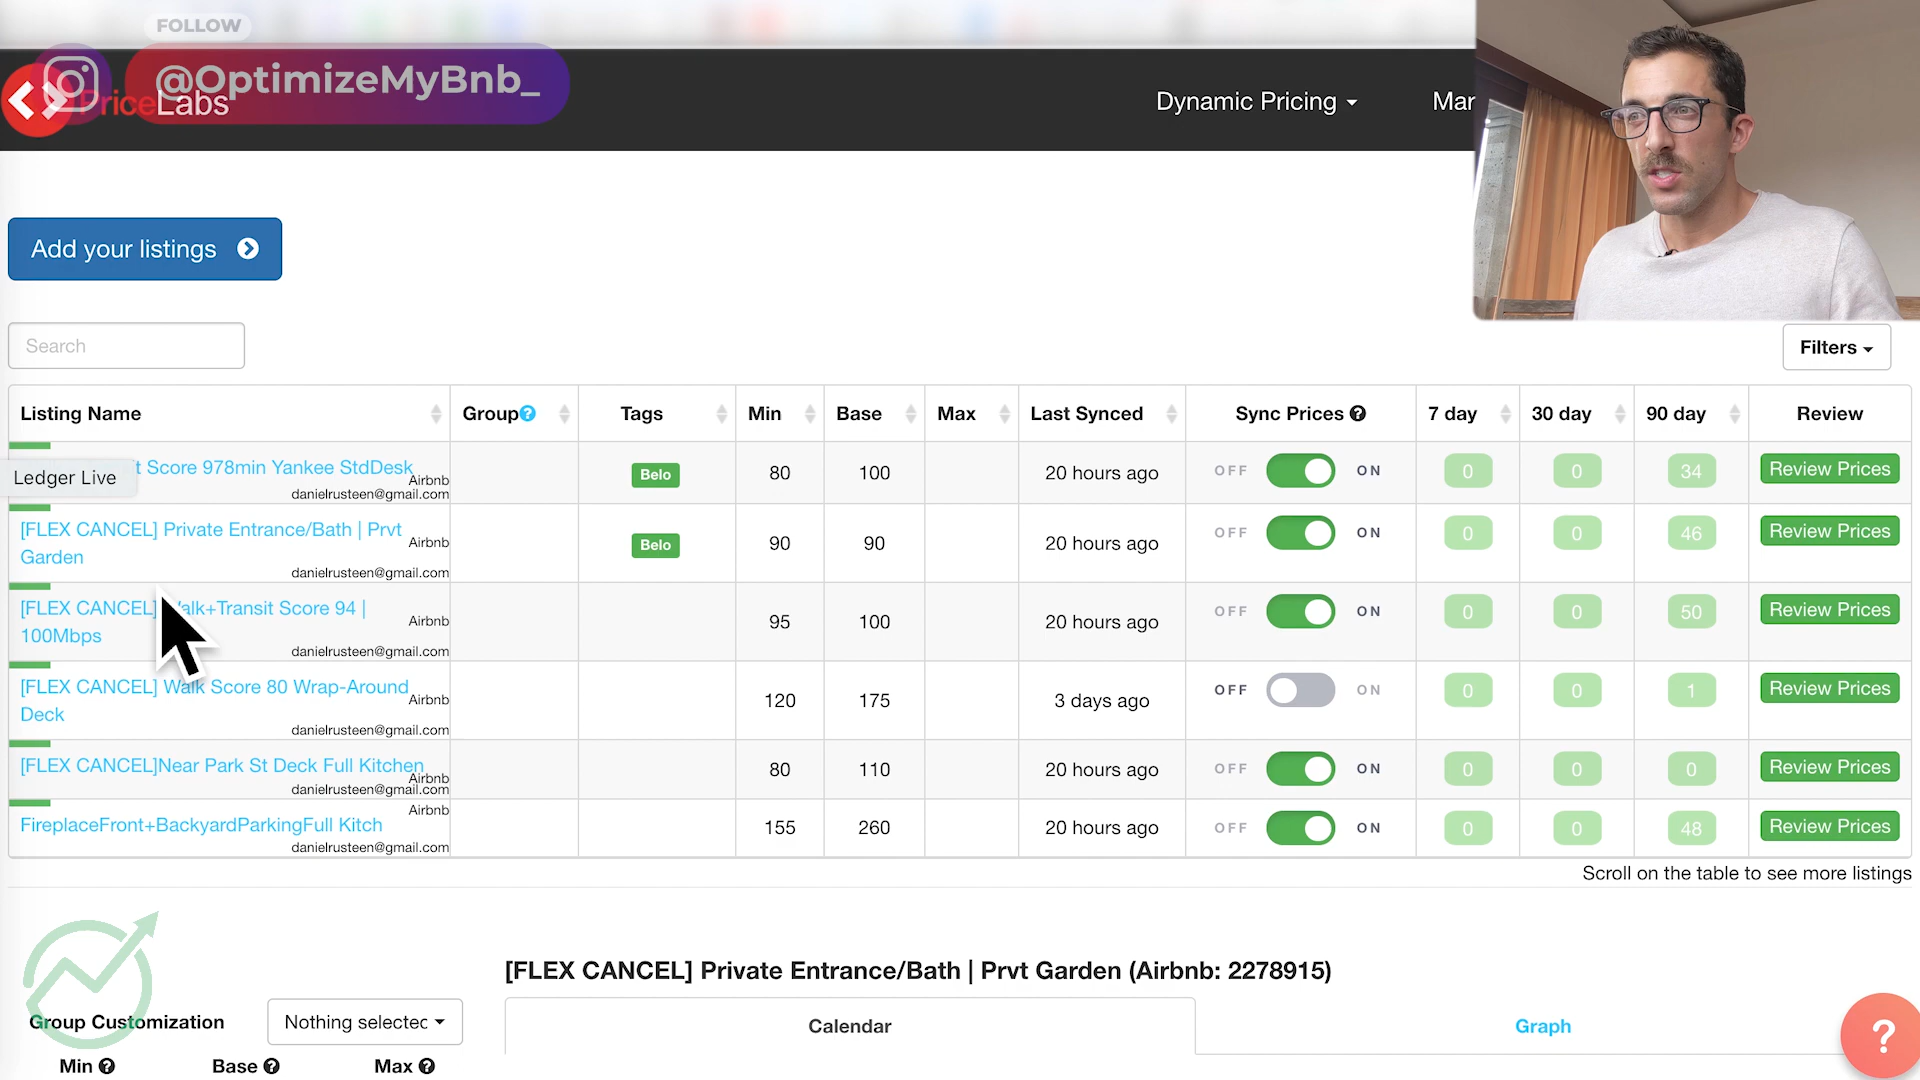 FOLLOW
@OptimizeMyBnb_
PriceLabs
Dynamic Pricing
Mar
Add your listings
Search
Filters
Listing Name Group Tags Min Base Max Last Synced Sync Prices 7 day 30 day 90 day Review
t Score 978min Yankee StdDesk Airbnb danielrusteen@gmail.com Belo 80 100 20 hours ago OFF ON 0 0 34 Review Prices
Ledger Live
[FLEX CANCEL] Private Entrance/Bath | Prvt
Garden Airbnb danielrusteen@gmail.com Belo 90 90 20 hours ago OFF ON 0 0 46 Review Prices
[FLEX CANCEL] alk+Transit Score 94 |
100Mbps Airbnb danielrusteen@gmail.com 95 100 20 hours ago OFF ON 0 0 50 Review Prices
[FLEX CANCEL] Walk Score 80 Wrap-Around
Deck Airbnb danielrusteen@gmail.com 120 175 3 days ago OFF ON 0 0 1 Review Prices
[FLEX CANCEL]Near Park St Deck Full Kitchen Airbnb danielrusteen@gmail.com 80 110 20 hours ago OFF ON 0 0 0 Review Prices
FireplaceFront+BackyardParkingFull Kitch Airbnb danielrusteen@gmail.com 155 260 20 hours ago OFF ON 0 0 48 Review Prices
Scroll on the table to see more listings
[FLEX CANCEL] Private Entrance/Bath | Prvt Garden (Airbnb: 2278915)
Group Customization Nothing selectec Calendar Graph
Min Base Max
?